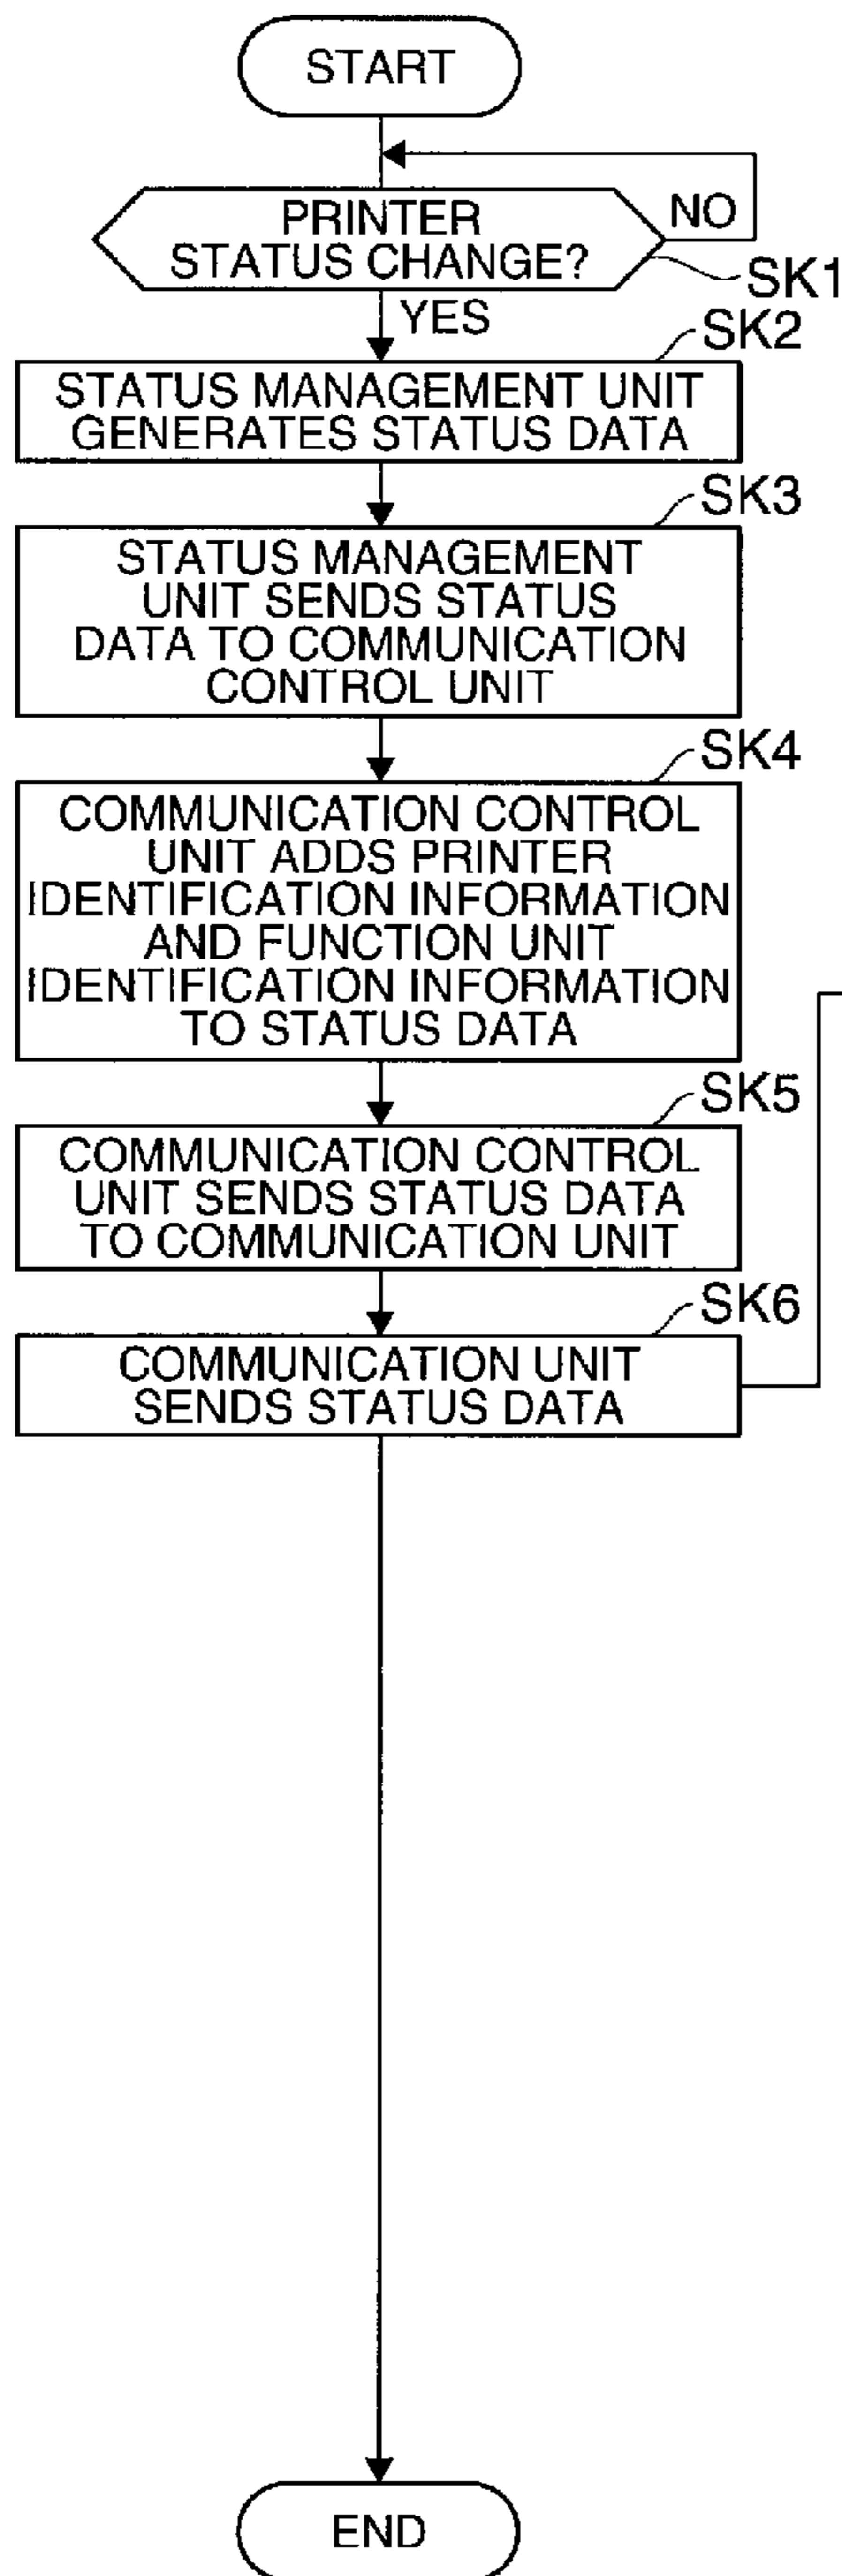 START
PRINTER
STATUS CHANGE?
NO
SK1
YES
SK2
STATUS MANAGEMENT UNIT
GENERATES STATUS DATA
SK3
STATUS MANAGEMENT
UNIT SENDS STATUS
DATA TO COMMUNICATION
CONTROL UNIT
SK4
COMMUNICATION CONTROL
UNIT ADDS PRINTER
IDENTIFICATION INFORMATION
AND FUNCTION UNIT
IDENTIFICATION INFORMATION
TO STATUS DATA
SK5
COMMUNICATION CONTROL
UNIT SENDS STATUS DATA
TO COMMUNICATION UNIT
SK6
COMMUNICATION UNIT
SENDS STATUS DATA
END